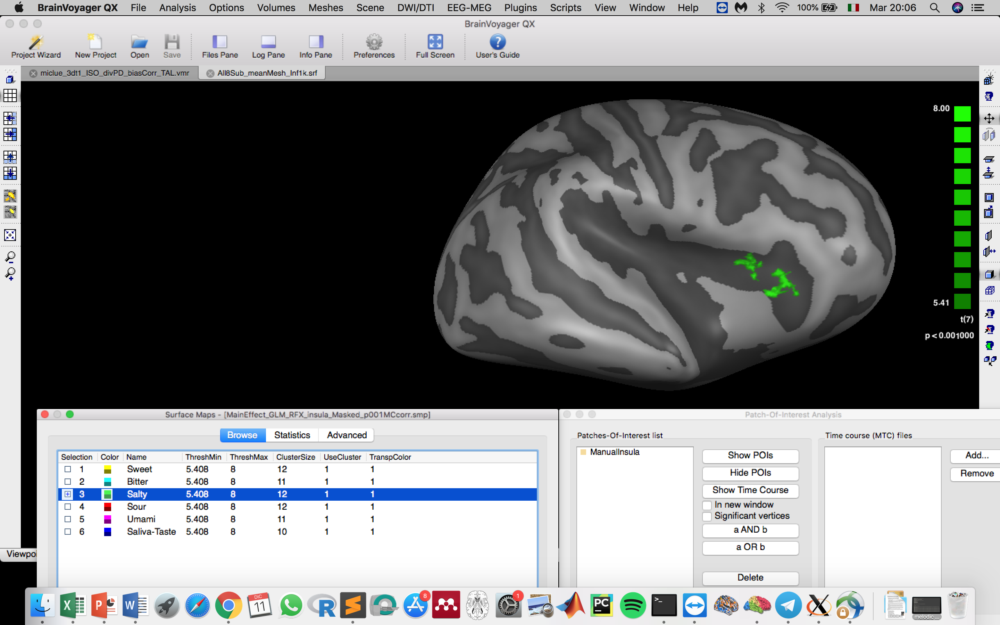 BrainVoyager QX File Analysis Options Volumes Meshes Scene DWI/DTI EEG-MEG Plugins Scripts View Window Help 100% Mar 20:06
BrainVoyager QX
Project Wizard New Project Open Save Files Pane Log Pane Info Pane Preferences Full Screen User's Guide
miclue_3dt1_ISO_divPD_biasCorr_TAL.vmr All8Sub_meanMesh_Inf1k.srf
8.00
5.41
t(7)
p < 0.001000
Surface Maps - [MainEffect_GLM_RFX_insula_Masked_p001MCcorr.smp]
Browse Statistics Advanced
Selection Color Name ThreshMin ThreshMax ClusterSize UseCluster TranspColor
1 Sweet 5.408 8 12 1 1
2 Bitter 5.408 8 11 1 1
3 Salty 5.408 8 12 1 1
4 Sour 5.408 8 12 1 1
5 Umami 5.408 8 11 1 1
6 Saliva-Taste 5.408 8 10 1 1
Viewpoi
Patch-Of-Interest Analysis
Patches-Of-Interest list
ManualInsula
Show POIs
Hide POIs
Show Time Course
In new window
Significant vertices
a AND b
a OR b
Delete
Time course (MTC) files
Add...
Remove
X P W DIC 11 R S 8 1 PC >_ X DOCX melodic ...